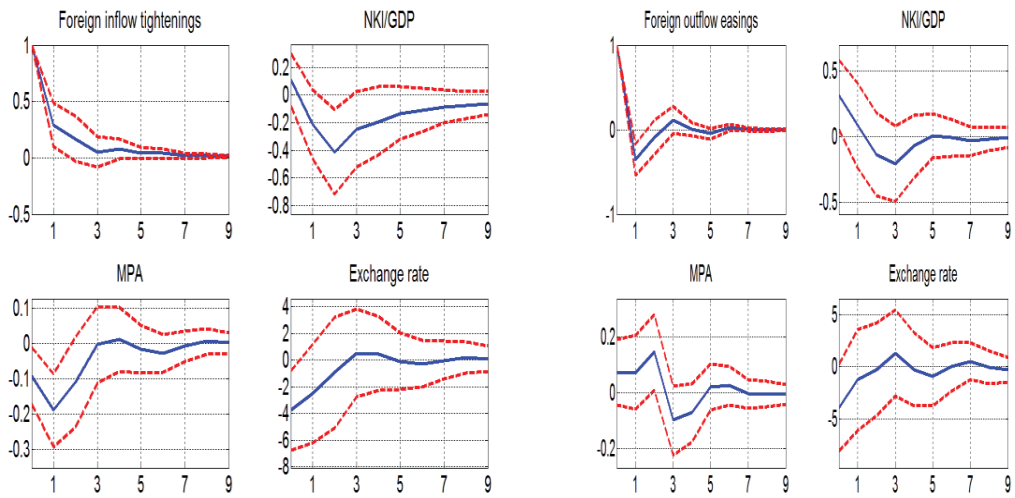 Foreign inflow tightenings
1
0.5
0
-0.5
1 3 5 7 9
NKI/GDP
0.2
0
-0.2
-0.4
-0.6
-0.8
1 3 5 7 9
Foreign outflow easings
1
0
-1
1 3 5 7 9
NKI/GDP
0.5
0
-0.5
1 3 5 7 9
MPA
0.1
0
-0.1
-0.2
-0.3
1 3 5 7 9
Exchange rate
4
2
0
-2
-4
-6
-8
1 3 5 7 9
MPA
0.2
0
0.2
1 3 5 7 9
Exchange rate
5
0
-5
1 3 5 7 9